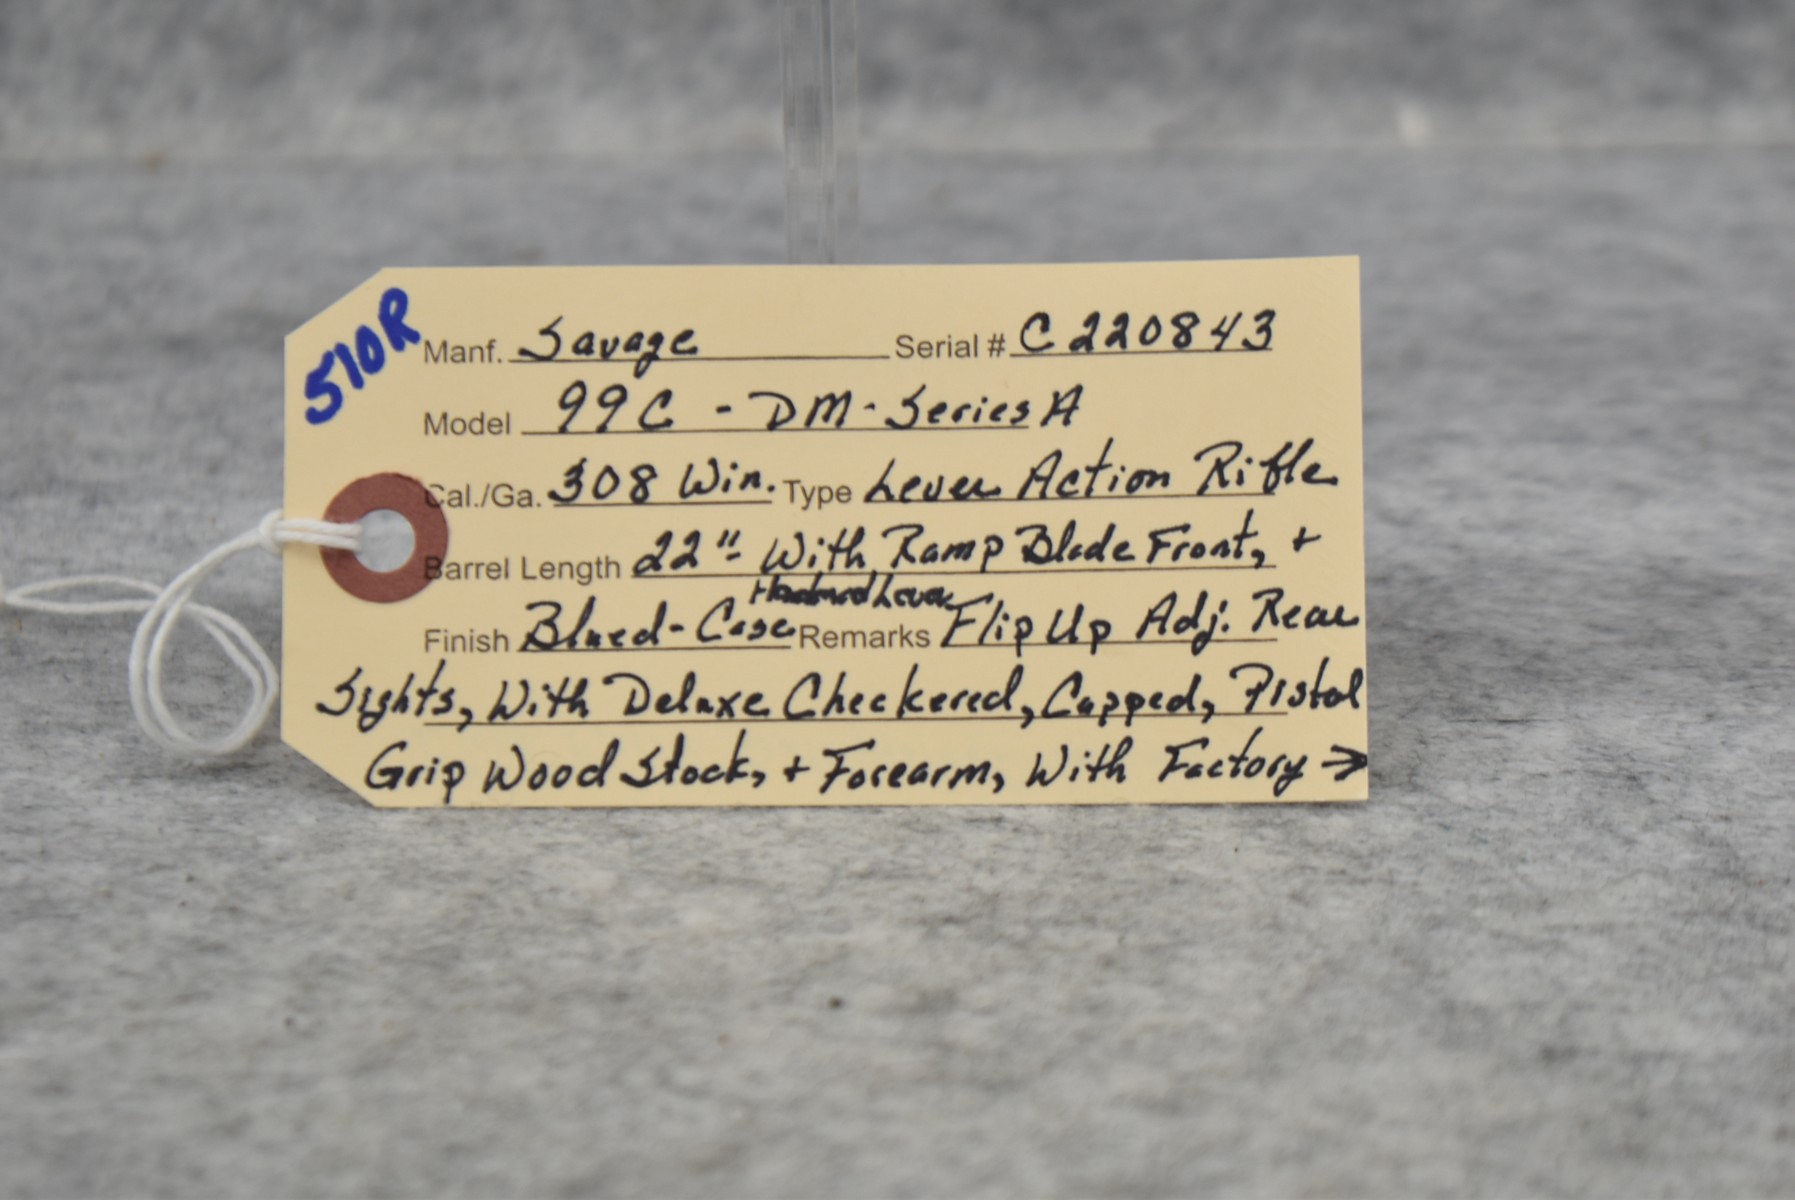 510R
Manf. Savage Serial # C220843
Model 99C - DM - Series A
Cal./Ga. 308 Win. Type Lever Action Rifle
Barrel Length 22" - With Ramp Blade Front, +
Hardened Lever
Finish Blued - Case Remarks Flip Up Adj. Rear
Sights, With Deluxe Checkered, Capped, Pistol
Grip Wood Stock, + Forearm, With Factory →